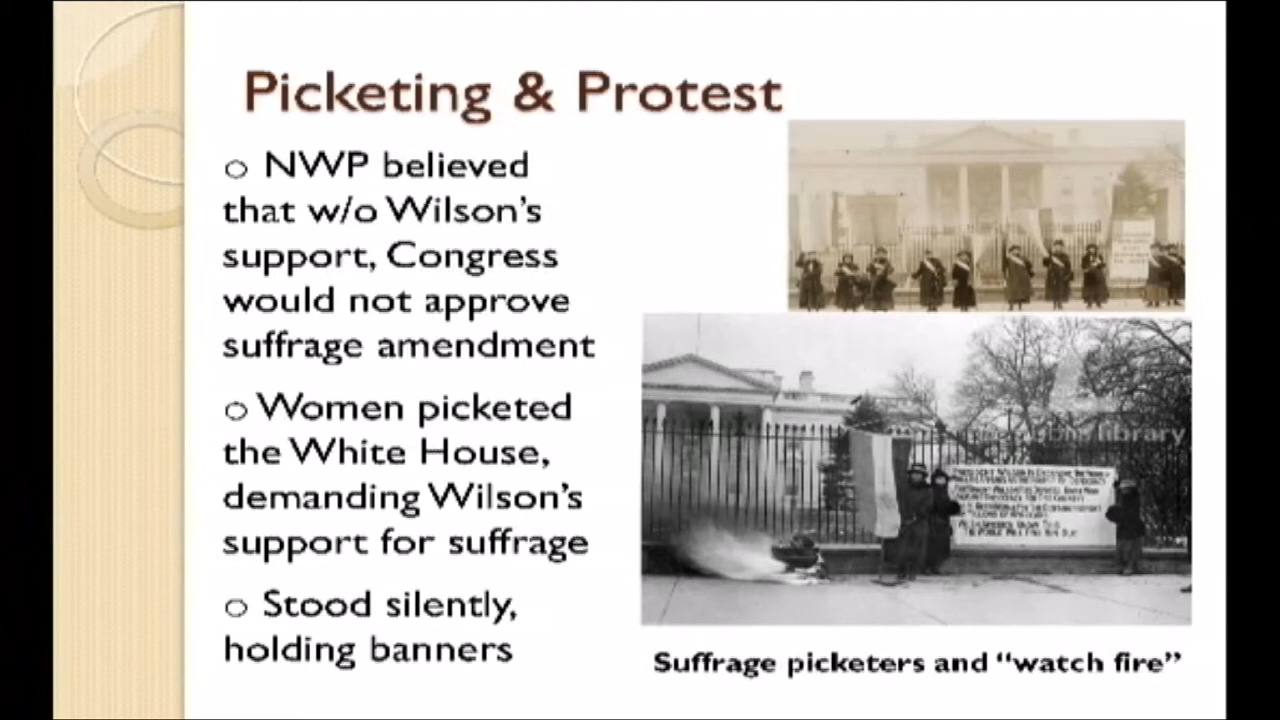 Picketing & Protest
o NWP believed
that w/o Wilson's
support, Congress
would not approve
suffrage amendment
o Women picketed
the White House,
demanding Wilson's
support for suffrage
o Stood silently,
holding banners
Suffrage picketers and “watch fire”